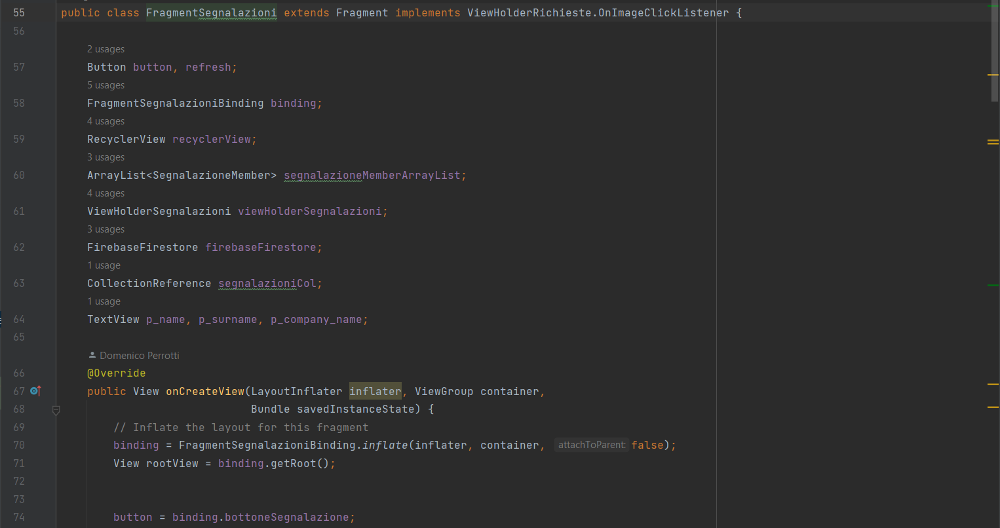 55 public class FragmentSegnalazioni extends Fragment implements ViewHolderRichieste.OnImageClickListener {
56
2 usages
57 Button button, refresh;
5 usages
58 FragmentSegnalazioniBinding binding;
4 usages
59 RecyclerView recyclerView;
3 usages
60 ArrayList<SegnalazioneMember> segnalazioneMemberArrayList;
4 usages
61 ViewHolderSegnalazioni viewHolderSegnalazioni;
3 usages
62 FirebaseFirestore firebaseFirestore;
1 usage
63 CollectionReference segnalazioniCol;
1 usage
64 TextView p_name, p_surname, p_company_name;
65
Domenico Perrotti
66 @Override
67 public View onCreateView(LayoutInflater inflater, ViewGroup container,
68 Bundle savedInstanceState) {
69 // Inflate the layout for this fragment
70 binding = FragmentSegnalazioniBinding.inflate(inflater, container, attachToParent: false);
71 View rootView = binding.getRoot();
72
73
74 button = binding.bottoneSegnalazione;